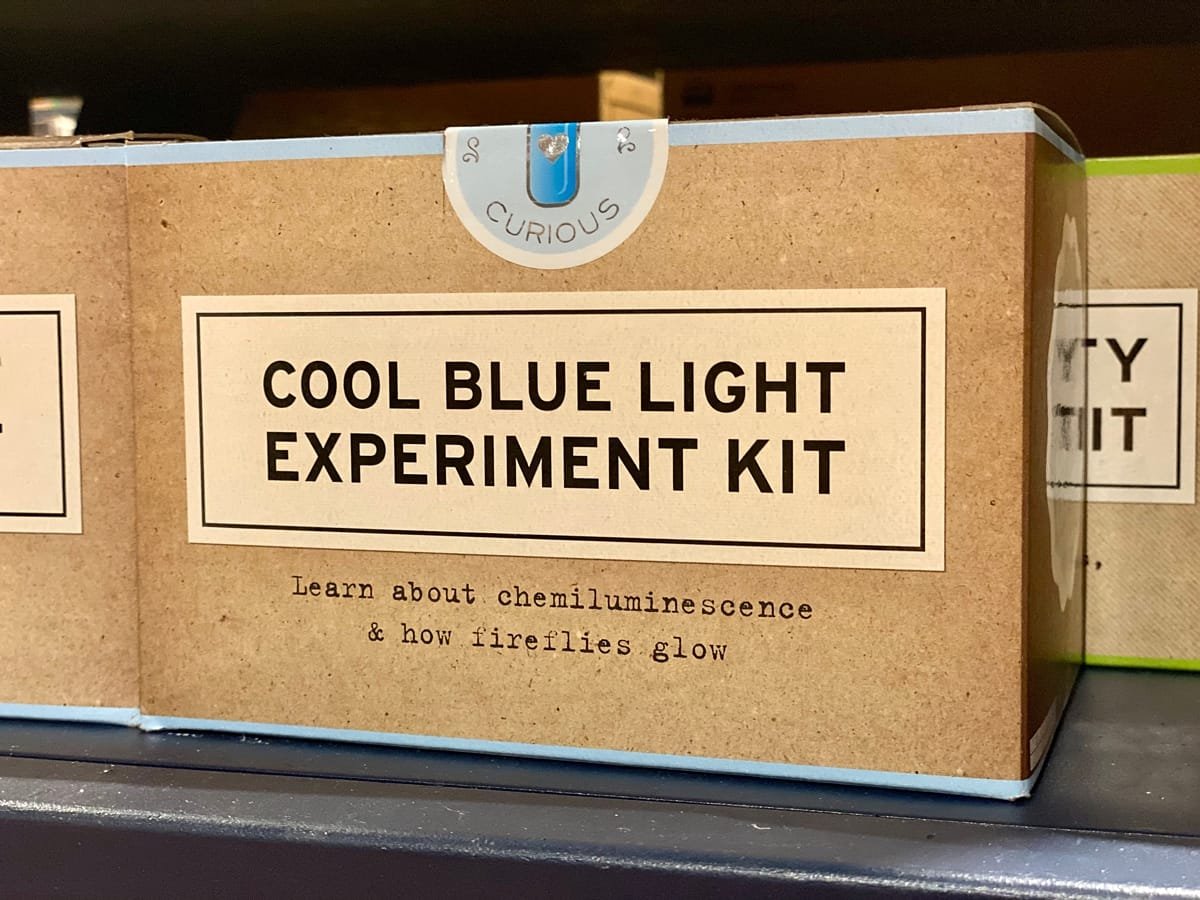 CURIOUS
COOL BLUE LIGHT
EXPERIMENT KIT
Learn about chemiluminescence
& how fireflies glow